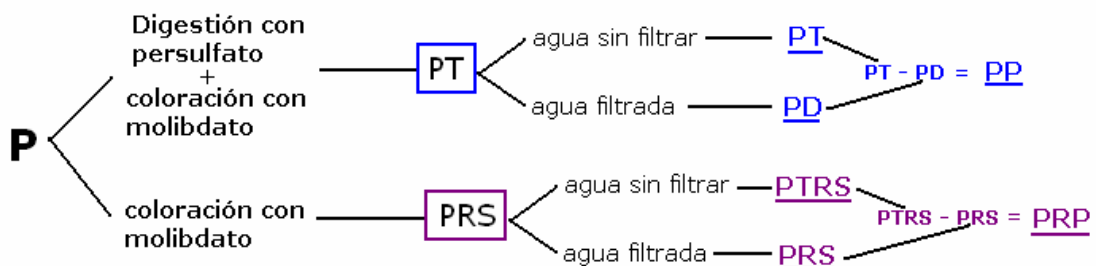 P
Digestión con
persulfato
+
coloración con
molibdato
PT
agua sin filtrar
PT
agua filtrada
PD
PT - PD = PP
coloración con
molibdato
PRS
agua sin filtrar
PTRS
agua filtrada
PRS
PTRS - PRS = PRP